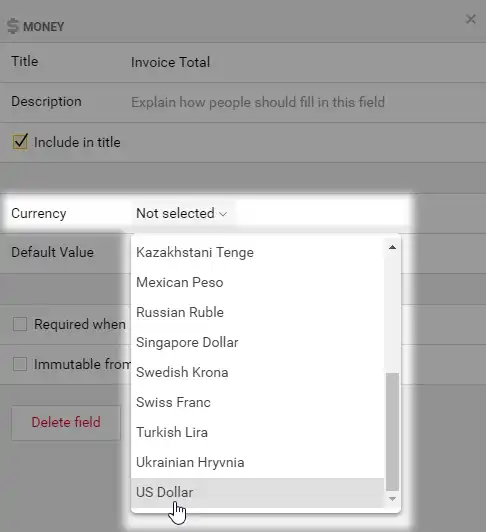 MONEY
Title Invoice Total
Description Explain how people should fill in this field
Include in title
Currency Not selected
Default Value
Kazakhstani Tenge
Mexican Peso
Russian Ruble
Singapore Dollar
Required when
Swedish Krona
Immutable from
Swiss Franc
Delete field
Turkish Lira
Ukrainian Hryvnia
US Dollar